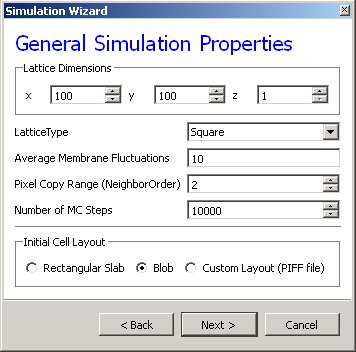 Simulation Wizard
General Simulation Properties
Lattice Dimensions
x 100 y 100 z 1
LatticeType Square
Average Membrane Fluctuations 10
Pixel Copy Range (NeighborOrder) 2
Number of MC Steps 10000
Initial Cell Layout
Rectangular Slab Blob Custom Layout (PIFF file)
< Back Next > Cancel